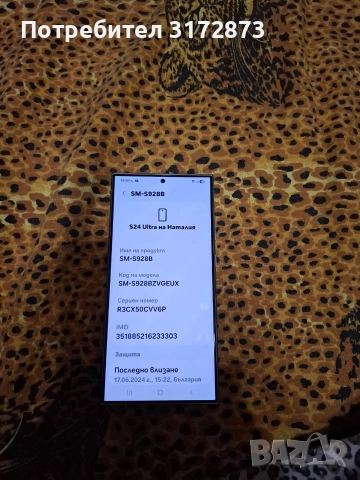 Потребител 3172873
SM-S928B
S24 Ultra на Наталия
Име на продукт
SM-S928B
Код на модела
SM-S928BZVGEUX
Сериен номер
R3CX50CVV6P
IMEI
351885216233303
Защита
Последно влизане
17.06.2024 г., 15:22, България
BAZAR